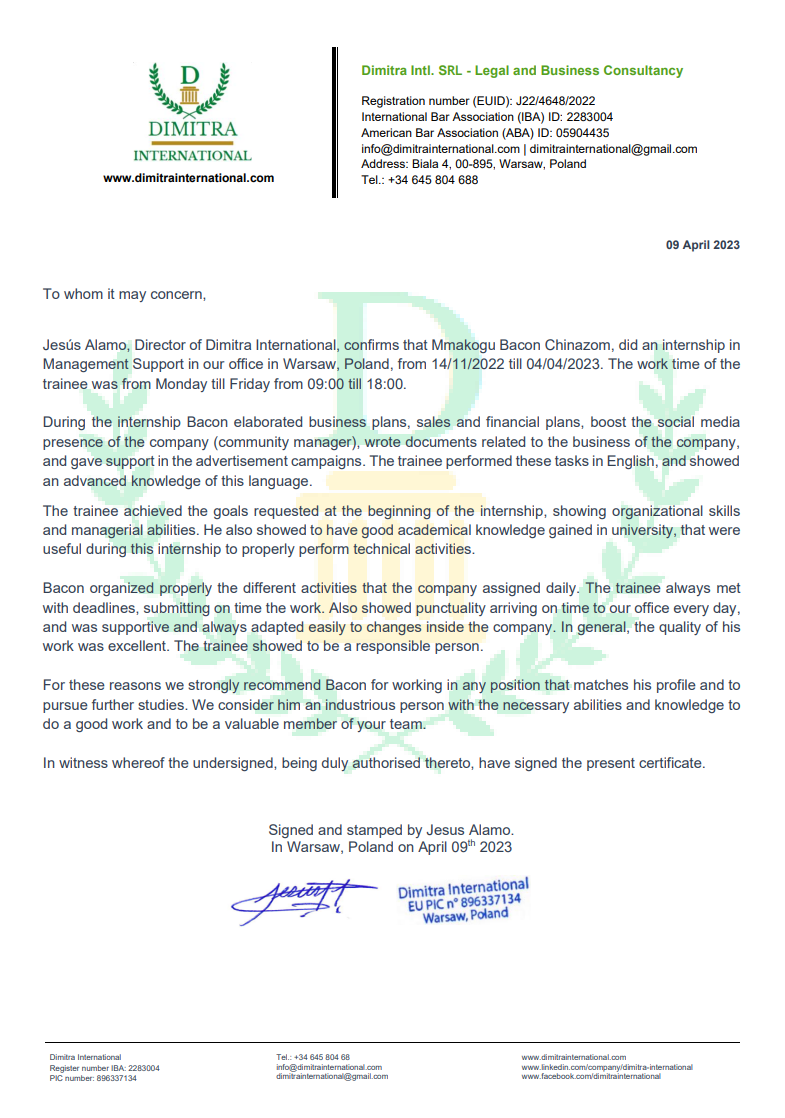 D
DIMITRA
INTERNATIONAL
www.dimitrainternational.com
Dimitra Intl. SRL - Legal and Business Consultancy
Registration number (EUID): J22/4648/2022
International Bar Association (IBA) ID: 2283004
American Bar Association (ABA) ID: 05904435
info@dimitrainternational.com | dimitrainternational@gmail.com
Address: Biala 4, 00-895, Warsaw, Poland
Tel.: +34 645 804 688
09 April 2023
To whom it may concern,
Jesús Alamo, Director of Dimitra International, confirms that Mmakogu Bacon Chinazom, did an internship in
Management Support in our office in Warsaw, Poland, from 14/11/2022 till 04/04/2023. The work time of the
trainee was from Monday till Friday from 09:00 till 18:00.
During the internship Bacon elaborated business plans, sales and financial plans, boost the social media
presence of the company (community manager), wrote documents related to the business of the company,
and gave support in the advertisement campaigns. The trainee performed these tasks in English, and showed
an advanced knowledge of this language.
The trainee achieved the goals requested at the beginning of the internship, showing organizational skills
and managerial abilities. He also showed to have good academical knowledge gained in university, that were
useful during this internship to properly perform technical activities.
Bacon organized properly the different activities that the company assigned daily. The trainee always met
with deadlines, submitting on time the work. Also showed punctuality arriving on time to our office every day,
and was supportive and always adapted easily to changes inside the company. In general, the quality of his
work was excellent. The trainee showed to be a responsible person.
For these reasons we strongly recommend Bacon for working in any position that matches his profile and to
pursue further studies. We consider him an industrious person with the necessary abilities and knowledge to
do a good work and to be a valuable member of your team.
In witness whereof the undersigned, being duly authorised thereto, have signed the present certificate.
Signed and stamped by Jesus Alamo.
In Warsaw, Poland on April 09th 2023
Dimitra International
EU PIC n° 896337134
Warsaw, Poland
Dimitra International
Register number IBA: 2283004
PIC number: 896337134
Tel.: +34 645 804 68
info@dimitrainternational.com
dimitrainternational@gmail.com
www.dimitrainternational.com
www.linkedin.com/company/dimitra-international
www.facebook.com/dimitrainternational